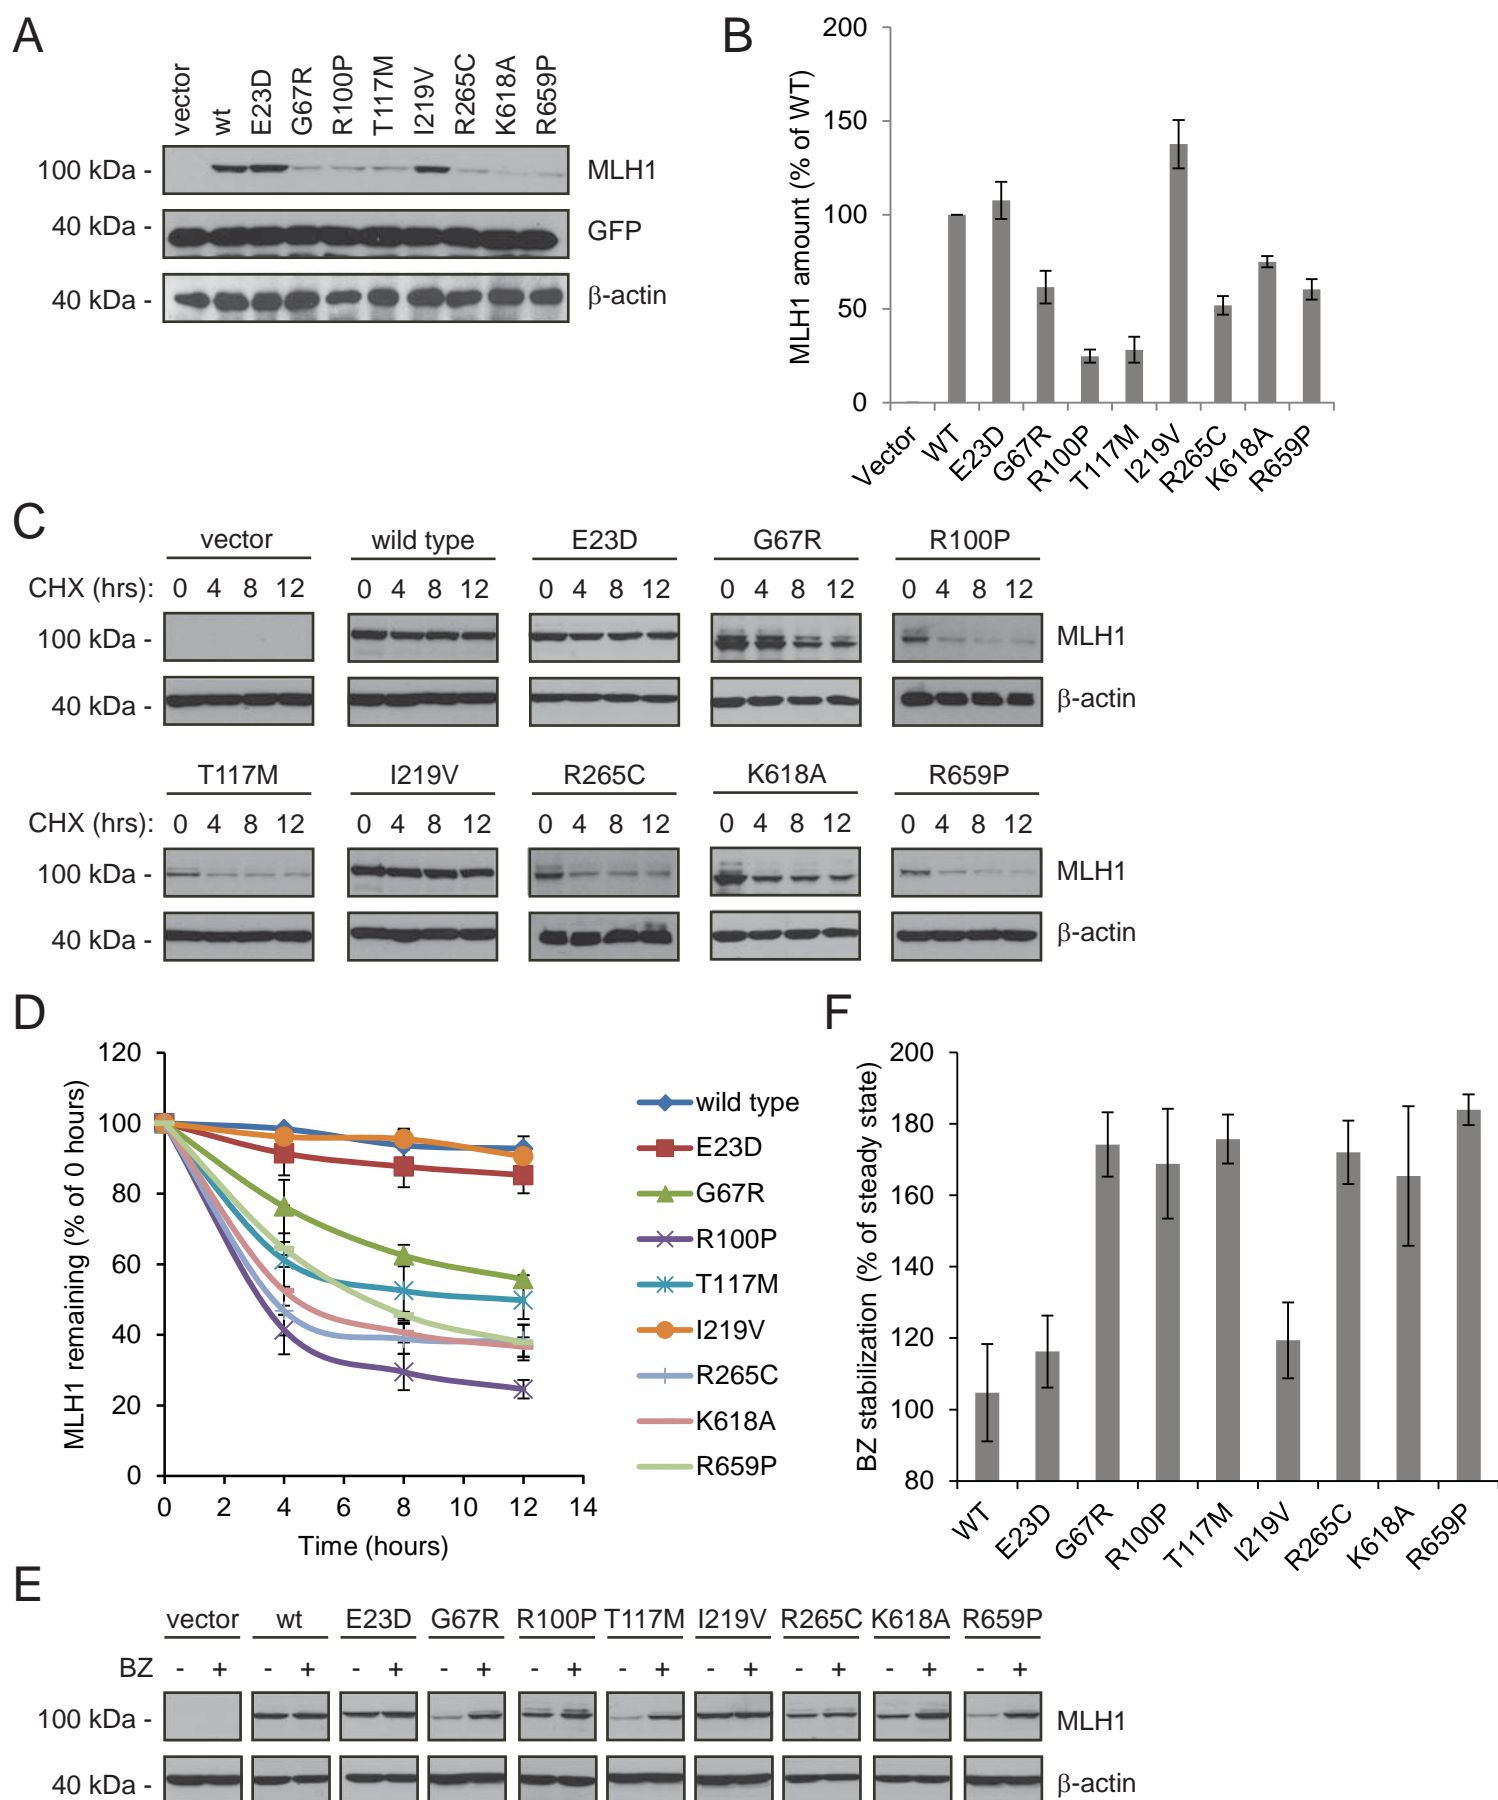 A
vector wt E23D G67R R100P T117M I219V R265C K618A R659P
100 kDa - MLH1
40 kDa - GFP
40 kDa - β-actin
B
MLH1 amount (% of WT)
200
150
100
50
0
Vector WT E23D G67R R100P T117M I219V R265C K618A R659P
C
vector wild type E23D G67R R100P
CHX (hrs): 0 4 8 12 0 4 8 12 0 4 8 12 0 4 8 12 0 4 8 12
100 kDa - MLH1
40 kDa - β-actin
T117M I219V R265C K618A R659P
CHX (hrs): 0 4 8 12 0 4 8 12 0 4 8 12 0 4 8 12 0 4 8 12
100 kDa - MLH1
40 kDa - β-actin
D
MLH1 remaining (% of 0 hours)
120
100
80
60
40
20
0
0 2 4 6 8 10 12 14
Time (hours)
wild type
E23D
G67R
R100P
T117M
I219V
R265C
K618A
R659P
F
BZ stabilization (% of steady state)
200
180
160
140
120
100
80
WT E23D G67R R100P T117M I219V R265C K618A R659P
E
vector wt E23D G67R R100P T117M I219V R265C K618A R659P
BZ - + - + - + - + - + - + - + - + - + - +
100 kDa - MLH1
40 kDa - β-actin